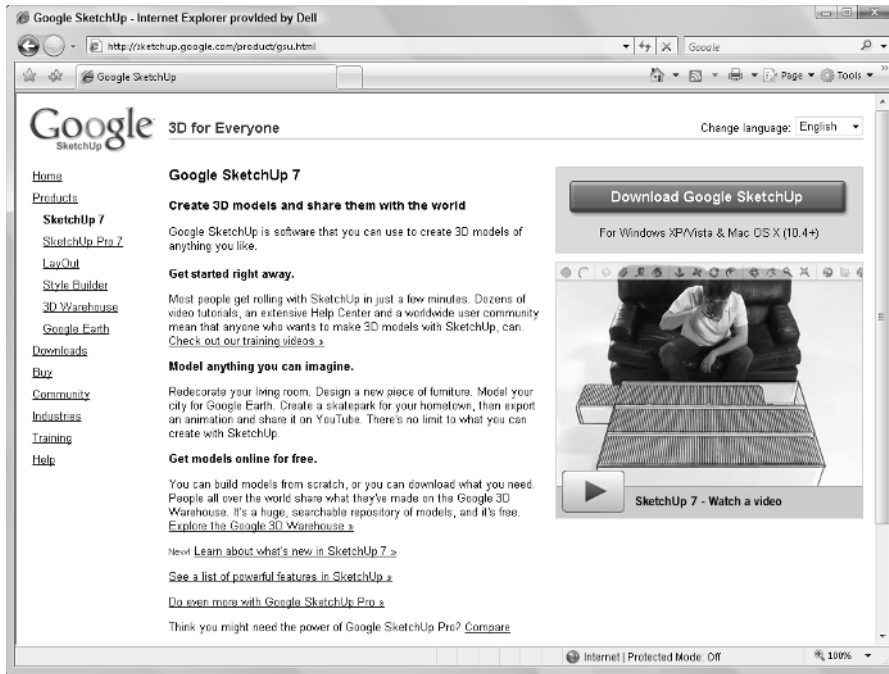 Google SketchUp - Internet Explorer provided by Dell
http://sketchup.google.com/product/gsu.html
Google
Google SketchUp
Page
Tools
Google
SketchUp
3D for Everyone
Change language: English
Home
Products
SketchUp 7
SketchUp Pro 7
LayOut
Style Builder
3D Warehouse
Google Earth
Downloads
Buy
Community
Industries
Training
Help
Google SketchUp 7
Create 3D models and share them with the world
Google SketchUp is software that you can use to create 3D models of
anything you like.
Get started right away.
Most people get rolling with SketchUp in just a few minutes. Dozens of
video tutorials, an extensive Help Center and a worldwide user community
mean that anyone who wants to make 3D models with SketchUp, can.
Check out our training videos »
Model anything you can imagine.
Redecorate your living room. Design a new piece of furniture. Model your
city for Google Earth. Create a skatepark for your hometown, then export
an animation and share it on YouTube. There's no limit to what you can
create with SketchUp.
Get models online for free.
You can build models from scratch, or you can download what you need.
People all over the world share what they've made on the Google 3D
Warehouse. It's a huge, searchable repository of models, and it's free.
Explore the Google 3D Warehouse »
New! Learn about what's new in SketchUp 7 »
See a list of powerful features in SketchUp »
Do even more with Google SketchUp Pro »
Think you might need the power of Google SketchUp Pro? Compare
Download Google SketchUp
For Windows XP/Vista & Mac OS X (10.4+)
SketchUp 7 - Watch a video
Internet | Protected Mode: Off
100%